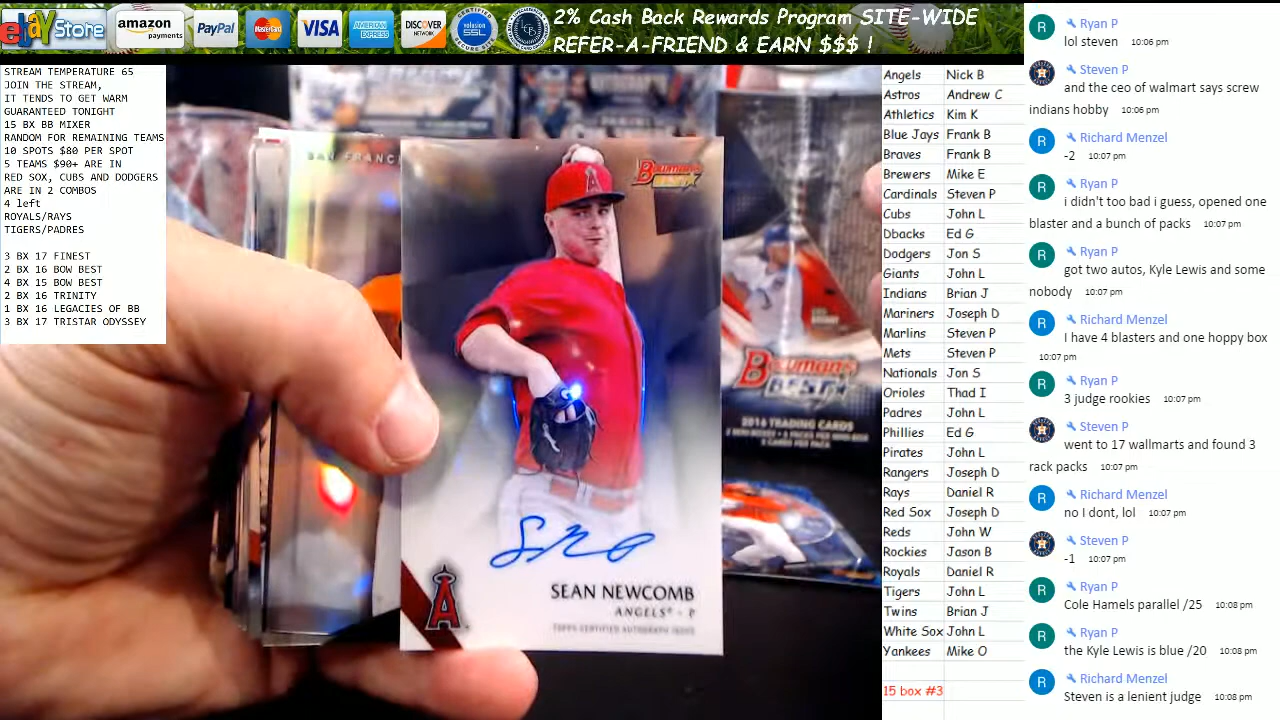 ebay Store
amazon payments
PayPal
MasterCard
VISA
AMERICAN EXPRESS
DISCOVER NETWORK
CERTIFIED
volusion
SSL
2% Cash Back Rewards Program SITE-WIDE
REFER-A-FRIEND & EARN $$$ !
STREAM TEMPERATURE 65
JOIN THE STREAM,
IT TENDS TO GET WARM
GUARANTEED TONIGHT
15 BX BB MIXER
RANDOM FOR REMAINING TEAMS
10 SPOTS $80 PER SPOT
5 TEAMS $90+ ARE IN
RED SOX, CUBS AND DODGERS
ARE IN 2 COMBOS
4 left
ROYALS/RAYS
TIGERS/PADRES
3 BX 17 FINEST
2 BX 16 BOW BEST
4 BX 15 BOW BEST
2 BX 16 TRINITY
1 BX 16 LEGACIES OF BB
3 BX 17 TRISTAR ODYSSEY
SAN FRANC
Bowman's
BEST
A
SEAN NEWCOMB
ANGELS® - P
TOPPS CERTIFIED AUTOGRAPH ISSUE
Bowman's
BEST
2016 TRADING CARDS
Angels Nick B
Astros Andrew C
Athletics Kim K
Blue Jays Frank B
Braves Frank B
Brewers Mike E
Cardinals Steven P
Cubs John L
Dbacks Ed G
Dodgers Jon S
Giants John L
Indians Brian J
Mariners Joseph D
Marlins Steven P
Mets Steven P
Nationals Jon S
Orioles Thad I
Padres John L
Phillies Ed G
Pirates John L
Rangers Joseph D
Rays Daniel R
Red Sox Joseph D
Reds John W
Rockies Jason B
Royals Daniel R
Tigers John L
Twins Brian J
White Sox John L
Yankees Mike O
15 box #3
R Ryan P
lol steven 10:06 pm
Steven P
and the ceo of walmart says screw
indians hobby 10:06 pm
R Richard Menzel
-2 10:07 pm
R Ryan P
i didn't too bad i guess, opened one
blaster and a bunch of packs 10:07 pm
R Ryan P
got two autos, Kyle Lewis and some
nobody 10:07 pm
R Richard Menzel
I have 4 blasters and one hoppy box
10:07 pm
R Ryan P
3 judge rookies 10:07 pm
Steven P
went to 17 wallmarts and found 3
rack packs 10:07 pm
R Richard Menzel
no I dont, lol 10:07 pm
Steven P
-1 10:07 pm
R Ryan P
Cole Hamels parallel /25 10:08 pm
R Ryan P
the Kyle Lewis is blue /20 10:08 pm
R Richard Menzel
Steven is a lenient judge 10:08 pm